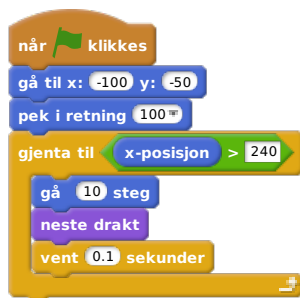 når klikkes
gå til x: -100 y: -50
pek i retning 100
gjenta til x-posisjon > 240
gå 10 steg
neste drakt
vent 0.1 sekunder